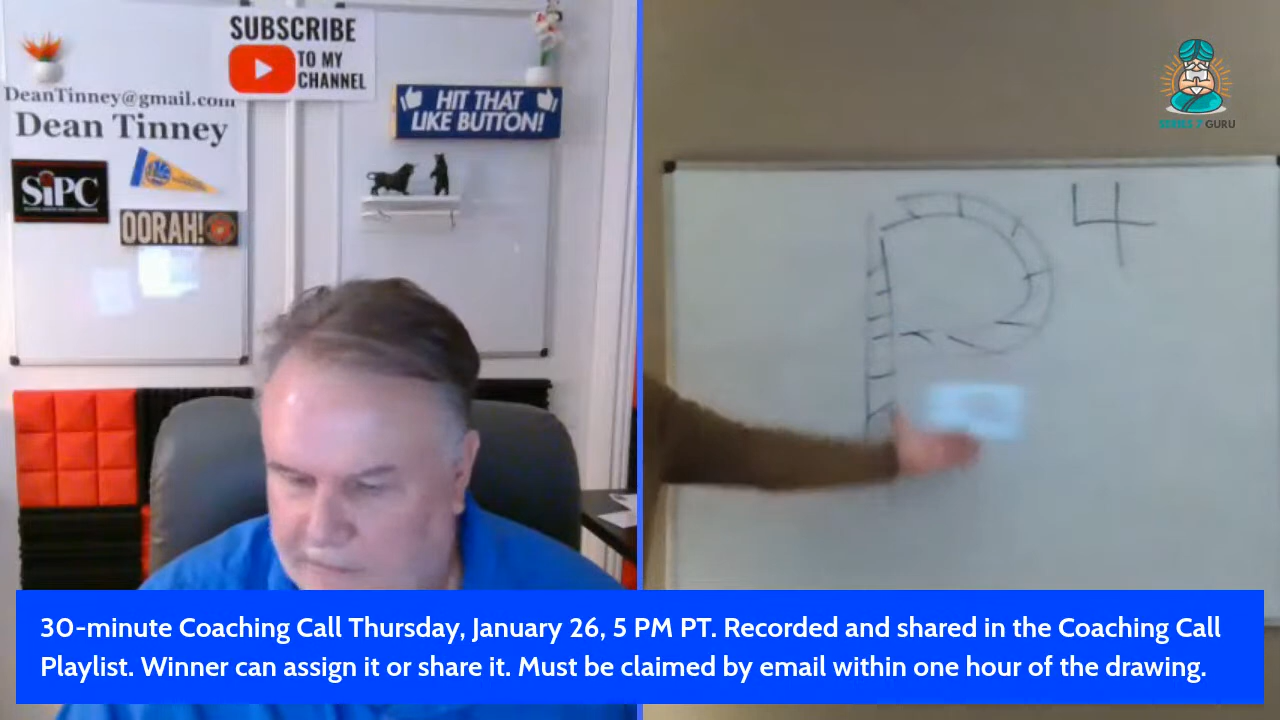 SUBSCRIBE
TO MY
CHANNEL
DeanTinney@gmail.com
Dean Tinney
HIT THAT
LIKE BUTTON!
SiPC
OORAH!
SERIES 7 GURU
P 4
30-minute Coaching Call Thursday, January 26, 5 PM PT. Recorded and shared in the Coaching Call
Playlist. Winner can assign it or share it. Must be claimed by email within one hour of the drawing.